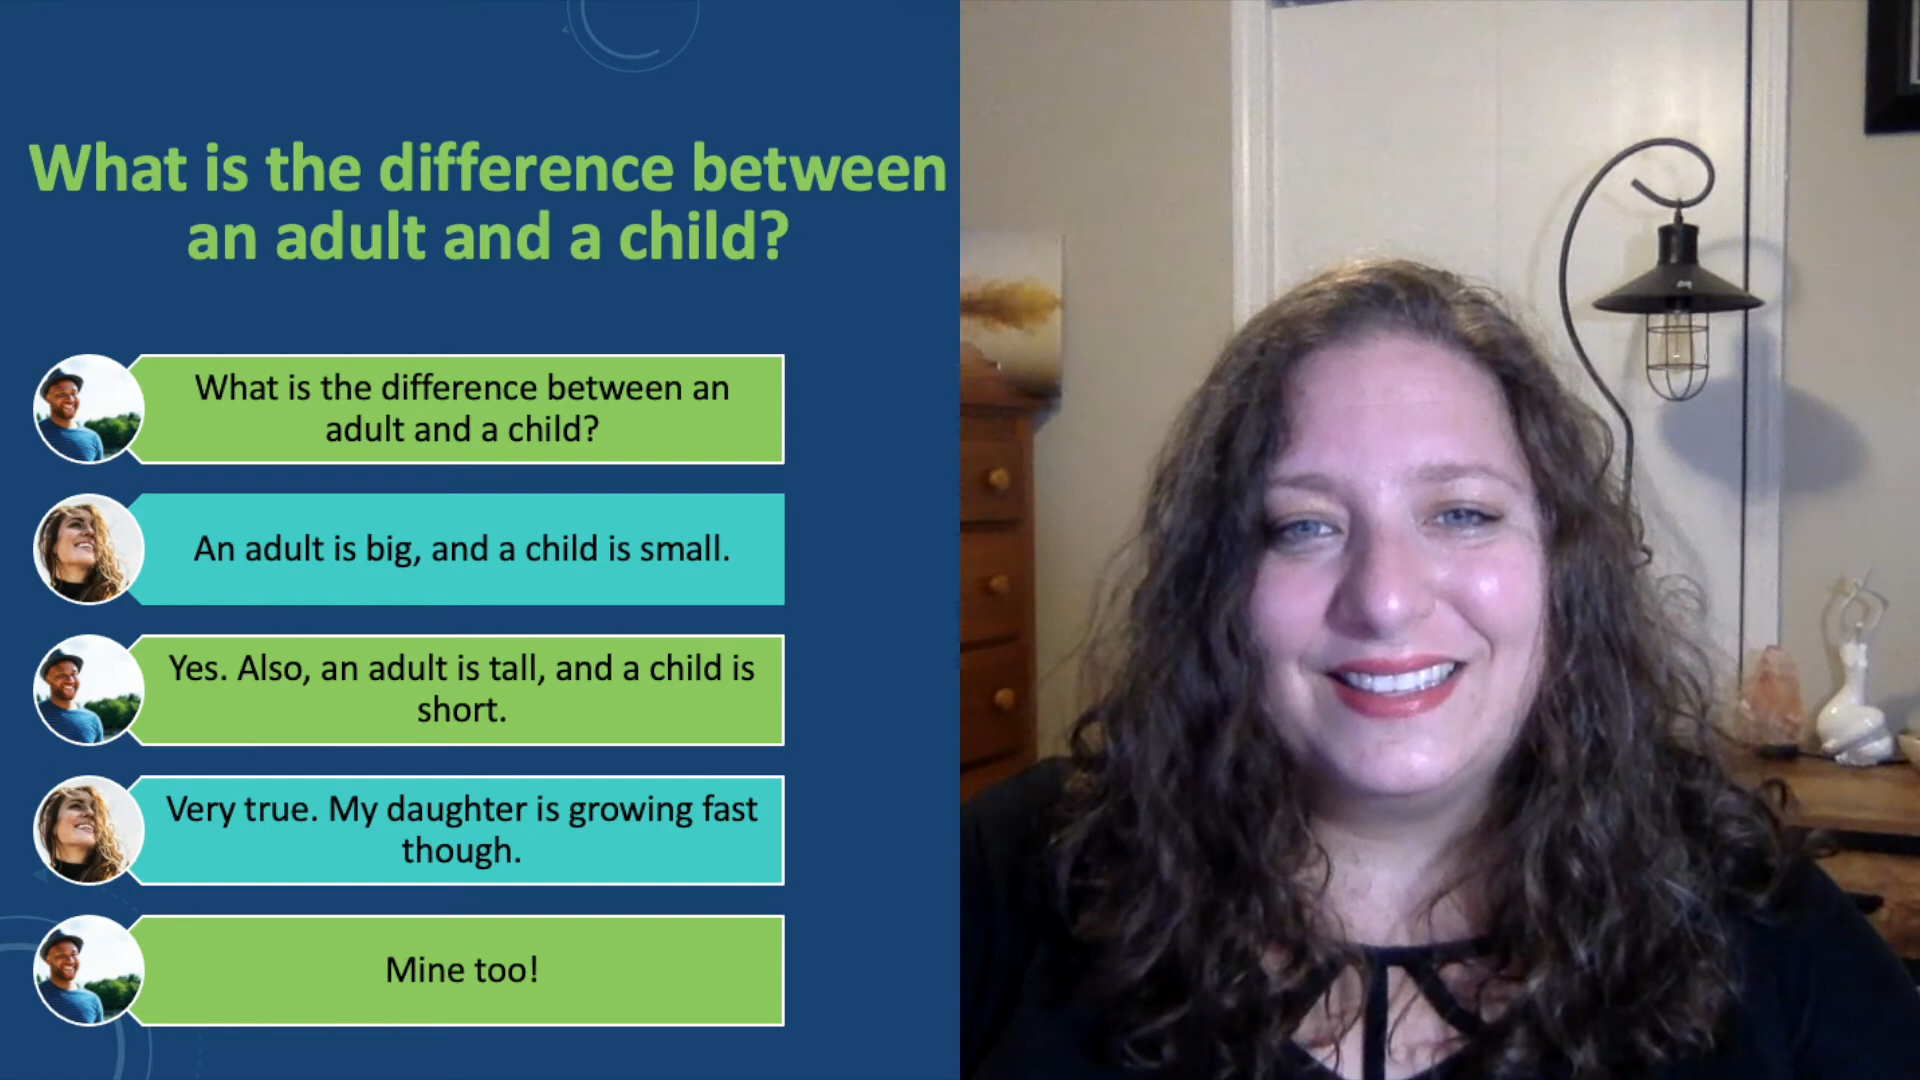 What is the difference between
an adult and a child?
What is the difference between an
adult and a child?
An adult is big, and a child is small.
Yes. Also, an adult is tall, and a child is
short.
Very true. My daughter is growing fast
though.
Mine too!